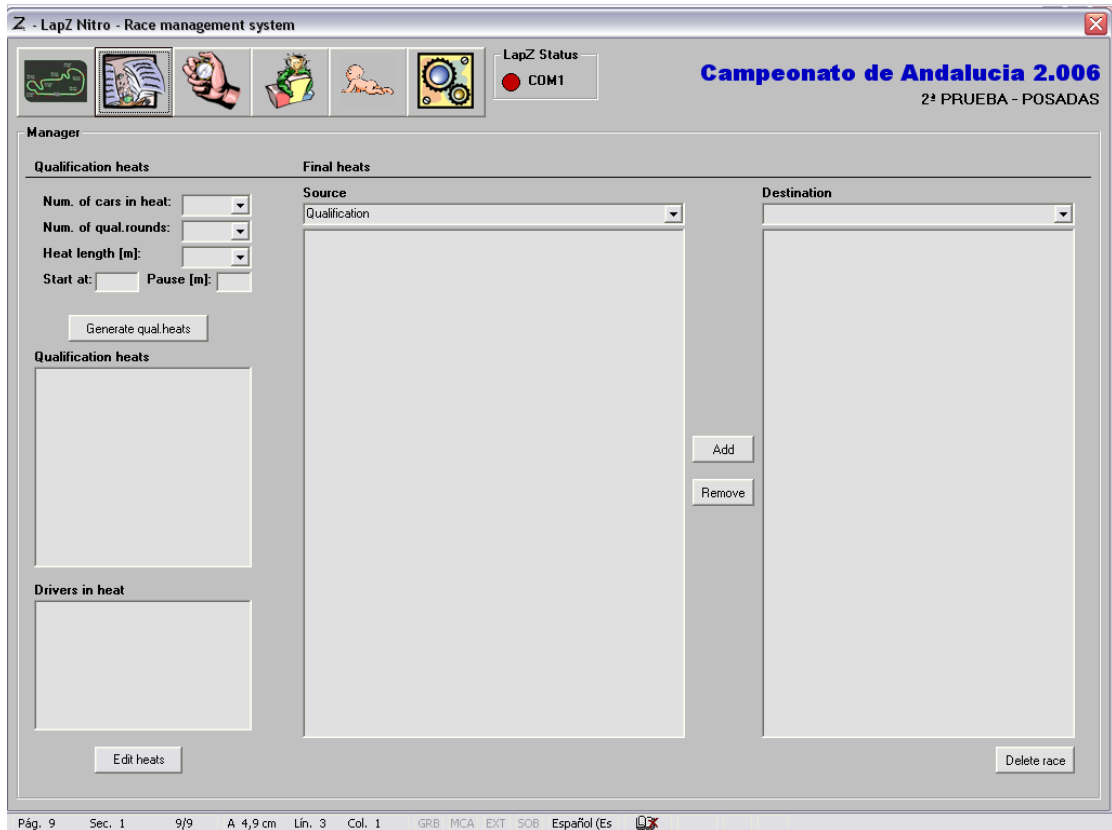 Z - LapZ Nitro - Race management system
LapZ Status
COM1
Campeonato de Andalucia 2.006
2ª PRUEBA - POSADAS
Manager
Qualification heats
Final heats
Num. of cars in heat:
Num. of qual.rounds:
Heat length [m]:
Start at: Pause [m]:
Generate qual.heats
Qualification heats
Drivers in heat
Edit heats
Source
Qualification
Add
Remove
Destination
Delete race
Pág. 9 Sec. 1 9/9 A 4,9 cm Lín. 3 Col. 1 GRB MCA EXT SOB Español (Es